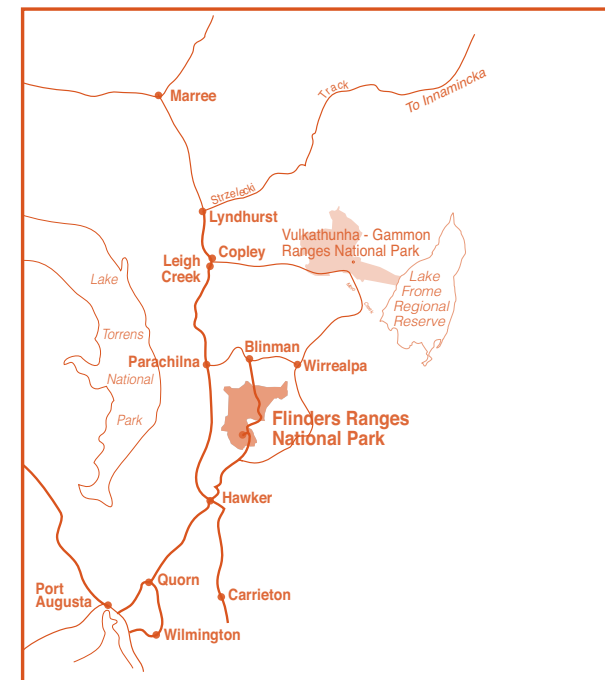 Marree
Track
To Innamincka
Strzelecki
Lyndhurst
Vulkathunha - Gammon
Ranges National Park
Copley
Leigh
Creek
Lake
Frome
Regional
Reserve
Lake
Torrens
National
Park
Blinman
Parachilna
Wirrealpa
Flinders Ranges
National Park
Hawker
Port
Augusta
Quorn
Carrieton
Wilmington